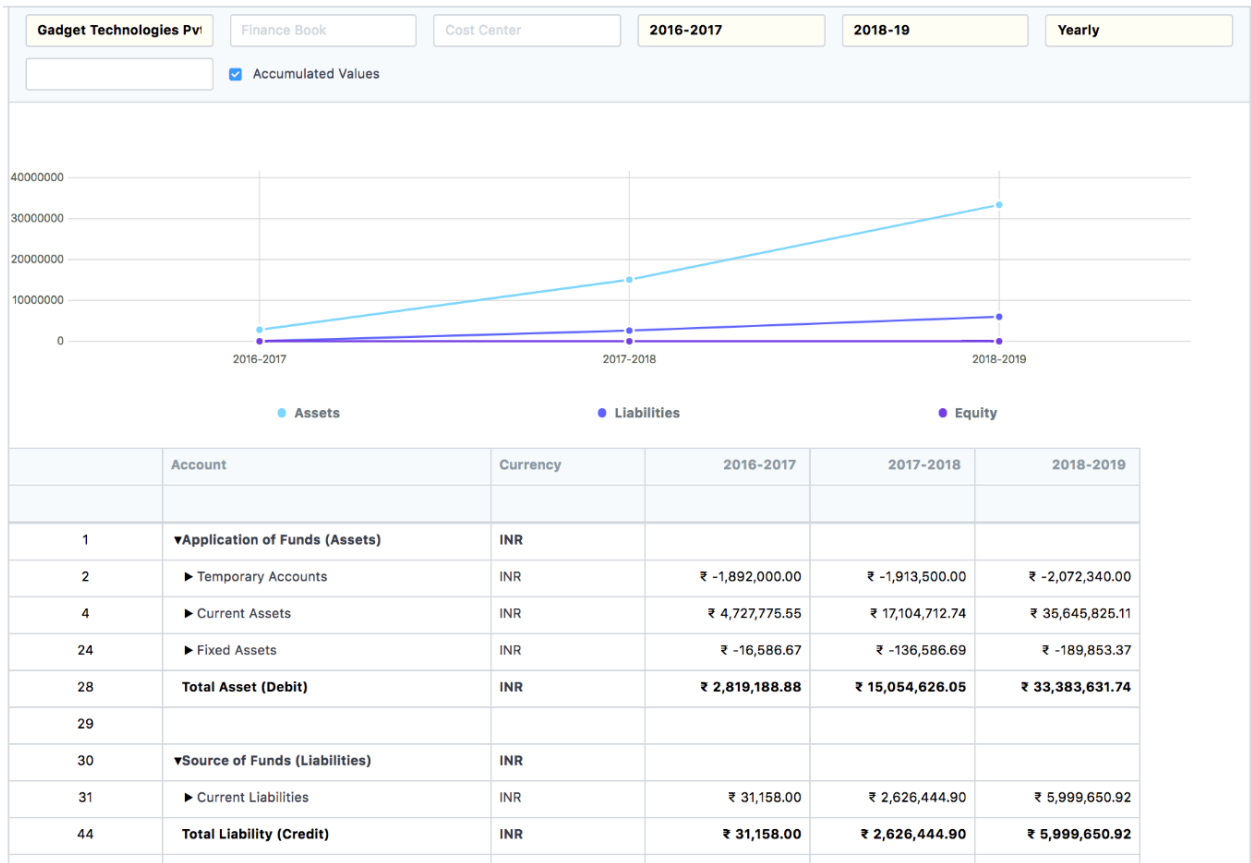 Gadget Technologies Pvt Finance Book Cost Center 2016-2017 2018-19 Yearly
Accumulated Values
40000000
30000000
20000000
10000000
0
2016-2017 2017-2018 2018-2019
Assets Liabilities Equity
Account Currency 2016-2017 2017-2018 2018-2019
1 ▼Application of Funds (Assets) INR
2 ▶ Temporary Accounts INR ₹ -1,892,000.00 ₹ -1,913,500.00 ₹ -2,072,340.00
4 ▶ Current Assets INR ₹ 4,727,775.55 ₹ 17,104,712.74 ₹ 35,645,825.11
24 ▶ Fixed Assets INR ₹ -16,586.67 ₹ -136,586.69 ₹ -189,853.37
28 Total Asset (Debit) INR ₹ 2,819,188.88 ₹ 15,054,626.05 ₹ 33,383,631.74
29
30 ▼Source of Funds (Liabilities) INR
31 ▶ Current Liabilities INR ₹ 31,158.00 ₹ 2,626,444.90 ₹ 5,999,650.92
44 Total Liability (Credit) INR ₹ 31,158.00 ₹ 2,626,444.90 ₹ 5,999,650.92